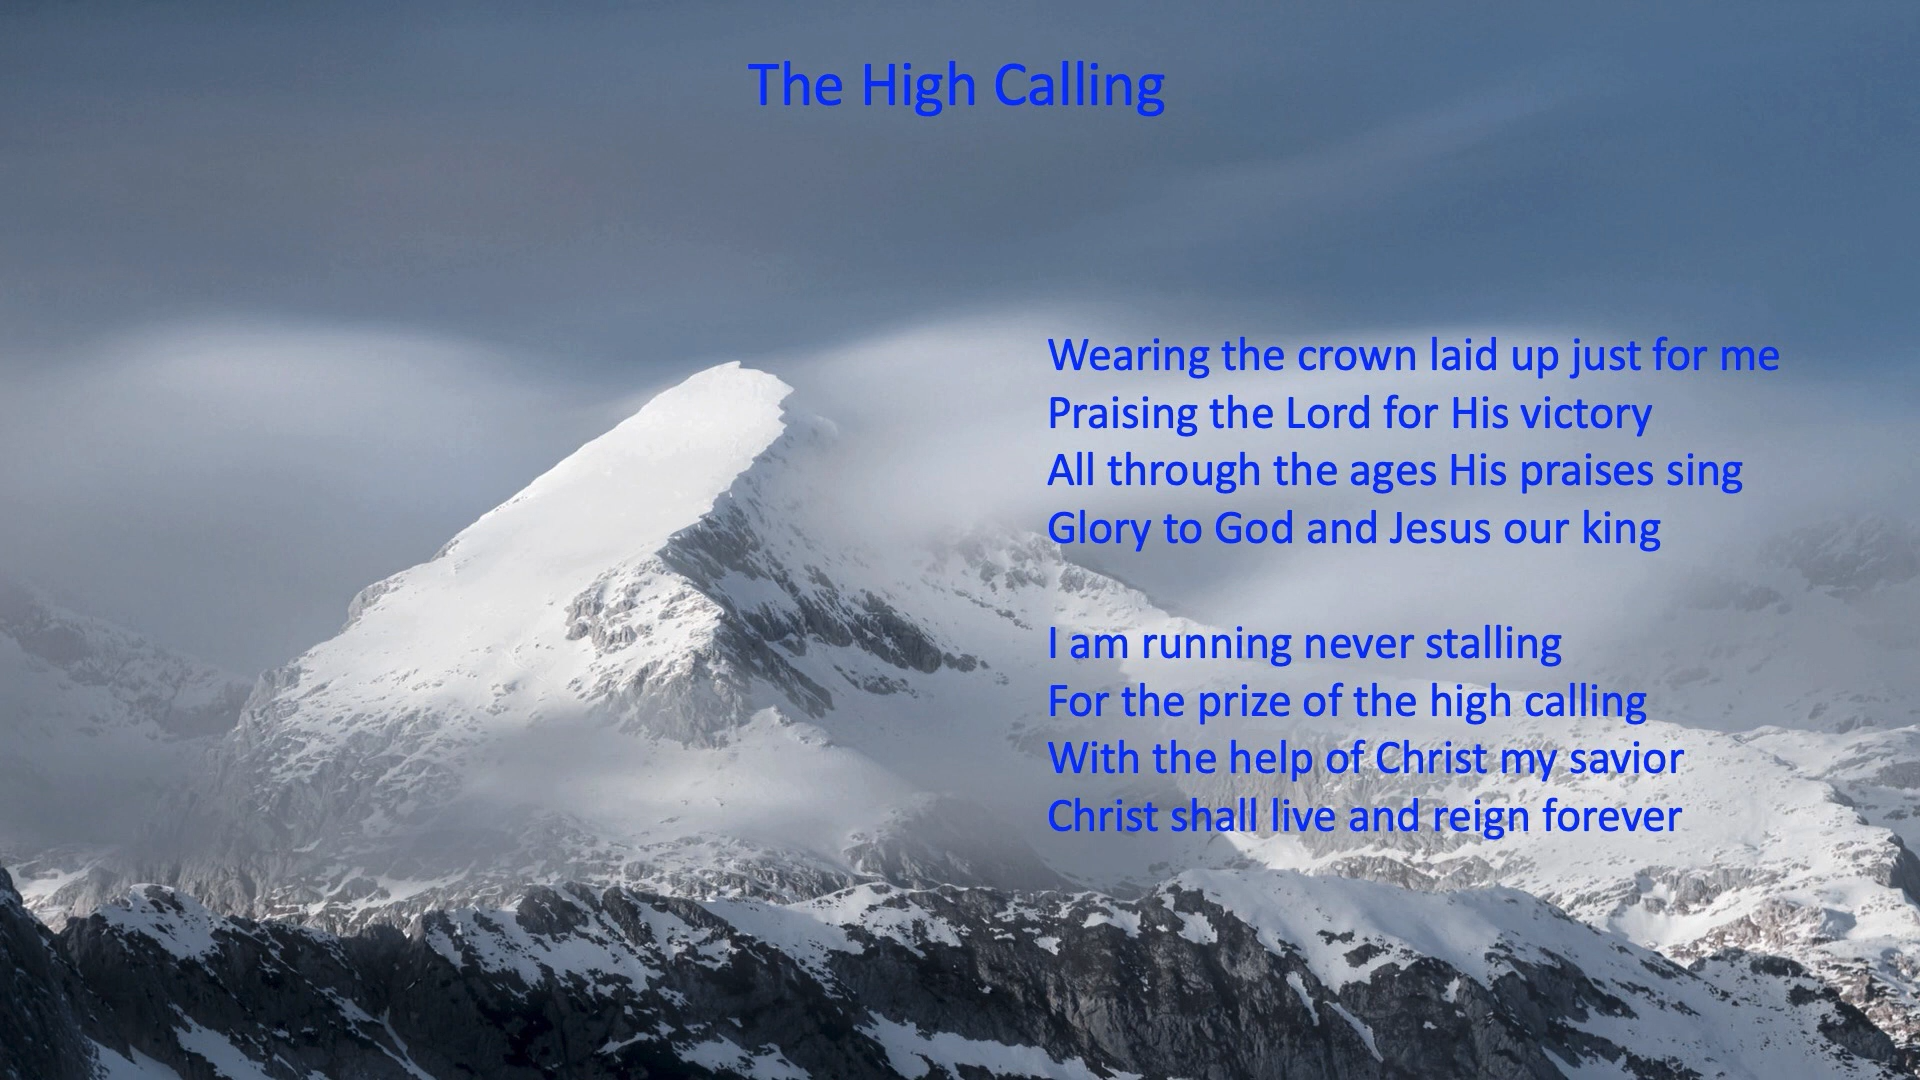 The High Calling
Wearing the crown laid up just for me
Praising the Lord for His victory
All through the ages His praises sing
Glory to God and Jesus our king
I am running never stalling
For the prize of the high calling
With the help of Christ my savior
Christ shall live and reign forever